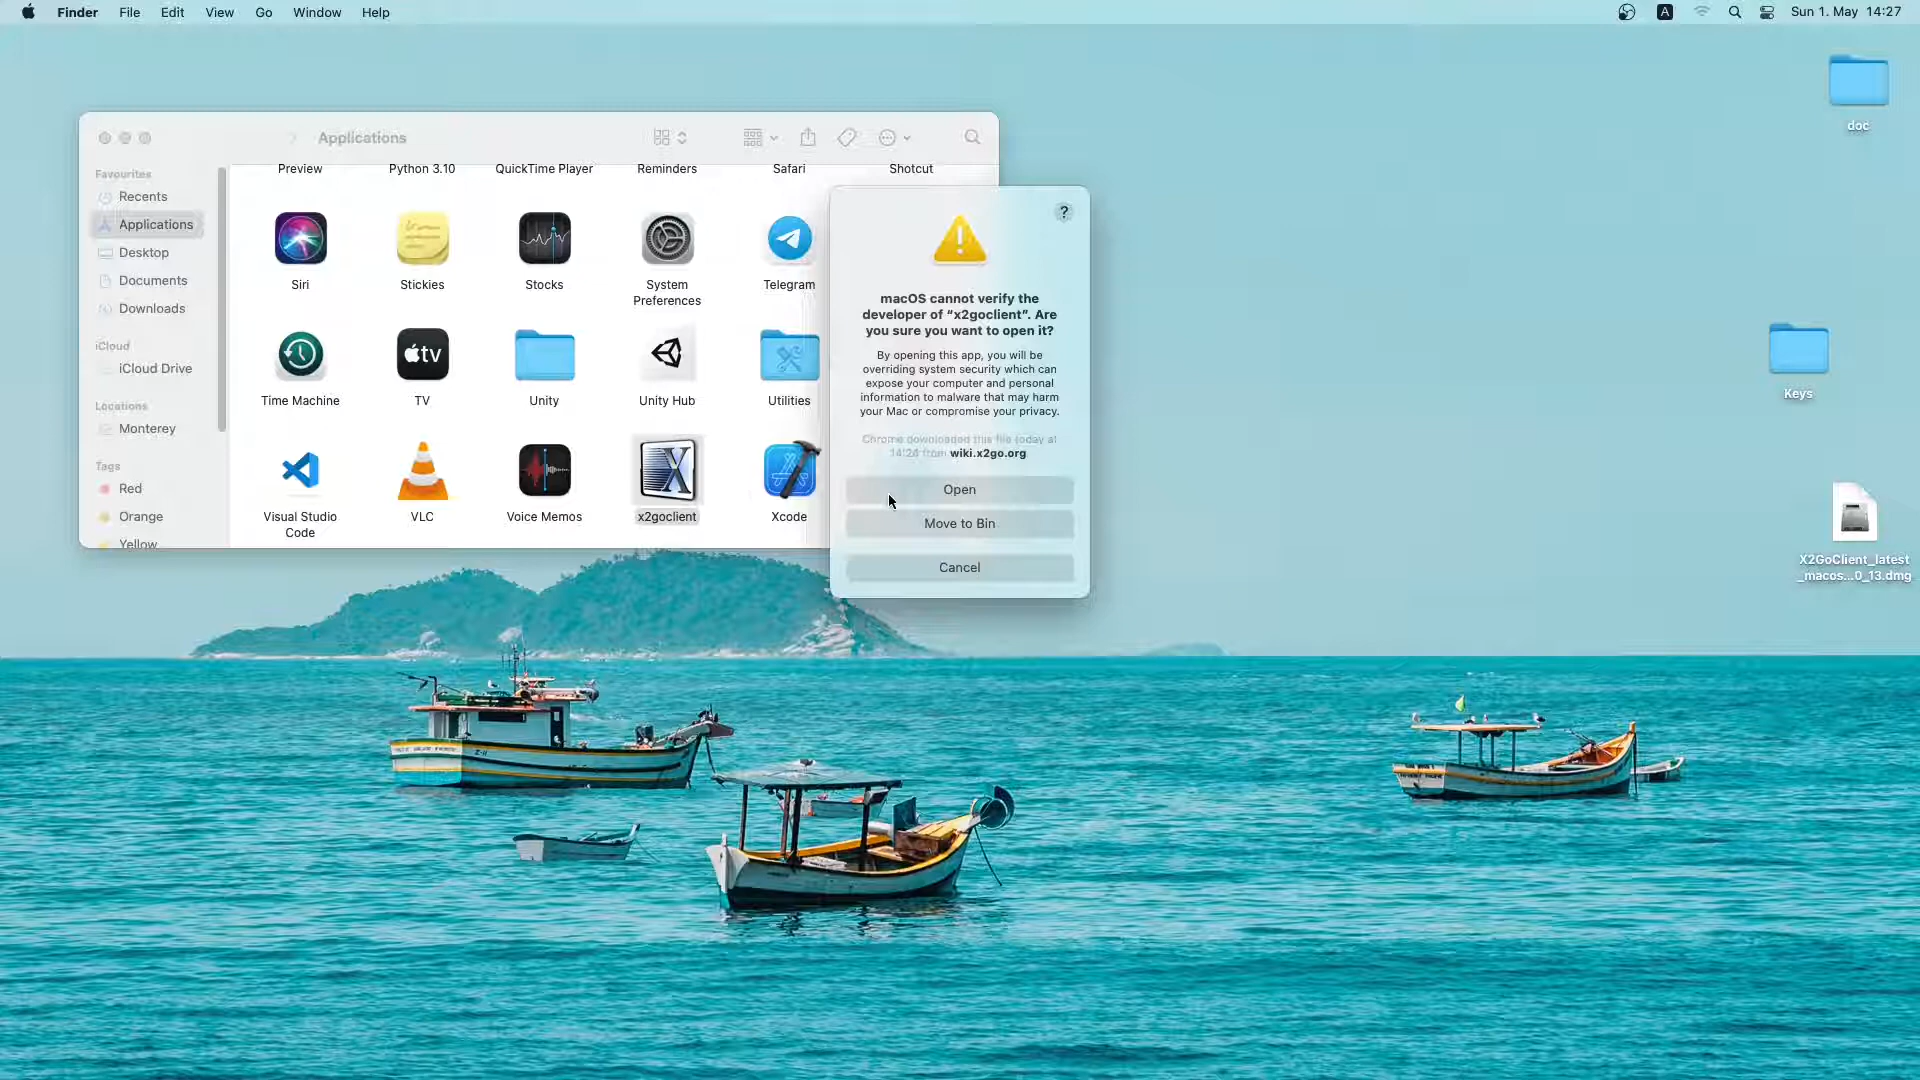 Finder File Edit View Go Window Help
A
Sun 1. May 14:27
Applications
Favourites
Recents
Applications
Desktop
Documents
Downloads
iCloud
iCloud Drive
Locations
Monterey
Tags
Red
Orange
Yellow
Preview
Python 3.10
QuickTime Player
Reminders
Safari
Shotcut
Siri
Stickies
Stocks
System
Preferences
Telegram
Time Machine
tv
TV
Unity
Unity Hub
Utilities
Visual Studio
Code
VLC
Voice Memos
X
x2goclient
Xcode
?
macOS cannot verify the
developer of “x2goclient”. Are
you sure you want to open it?
By opening this app, you will be
overriding system security which can
expose your computer and personal
information to malware that may harm
your Mac or compromise your privacy.
Chrome downloaded this file today at
14:24 from wiki.x2go.org
Open
Move to Bin
Cancel
doc
Keys
X2GoClient_latest
_macos...0_13.dmg